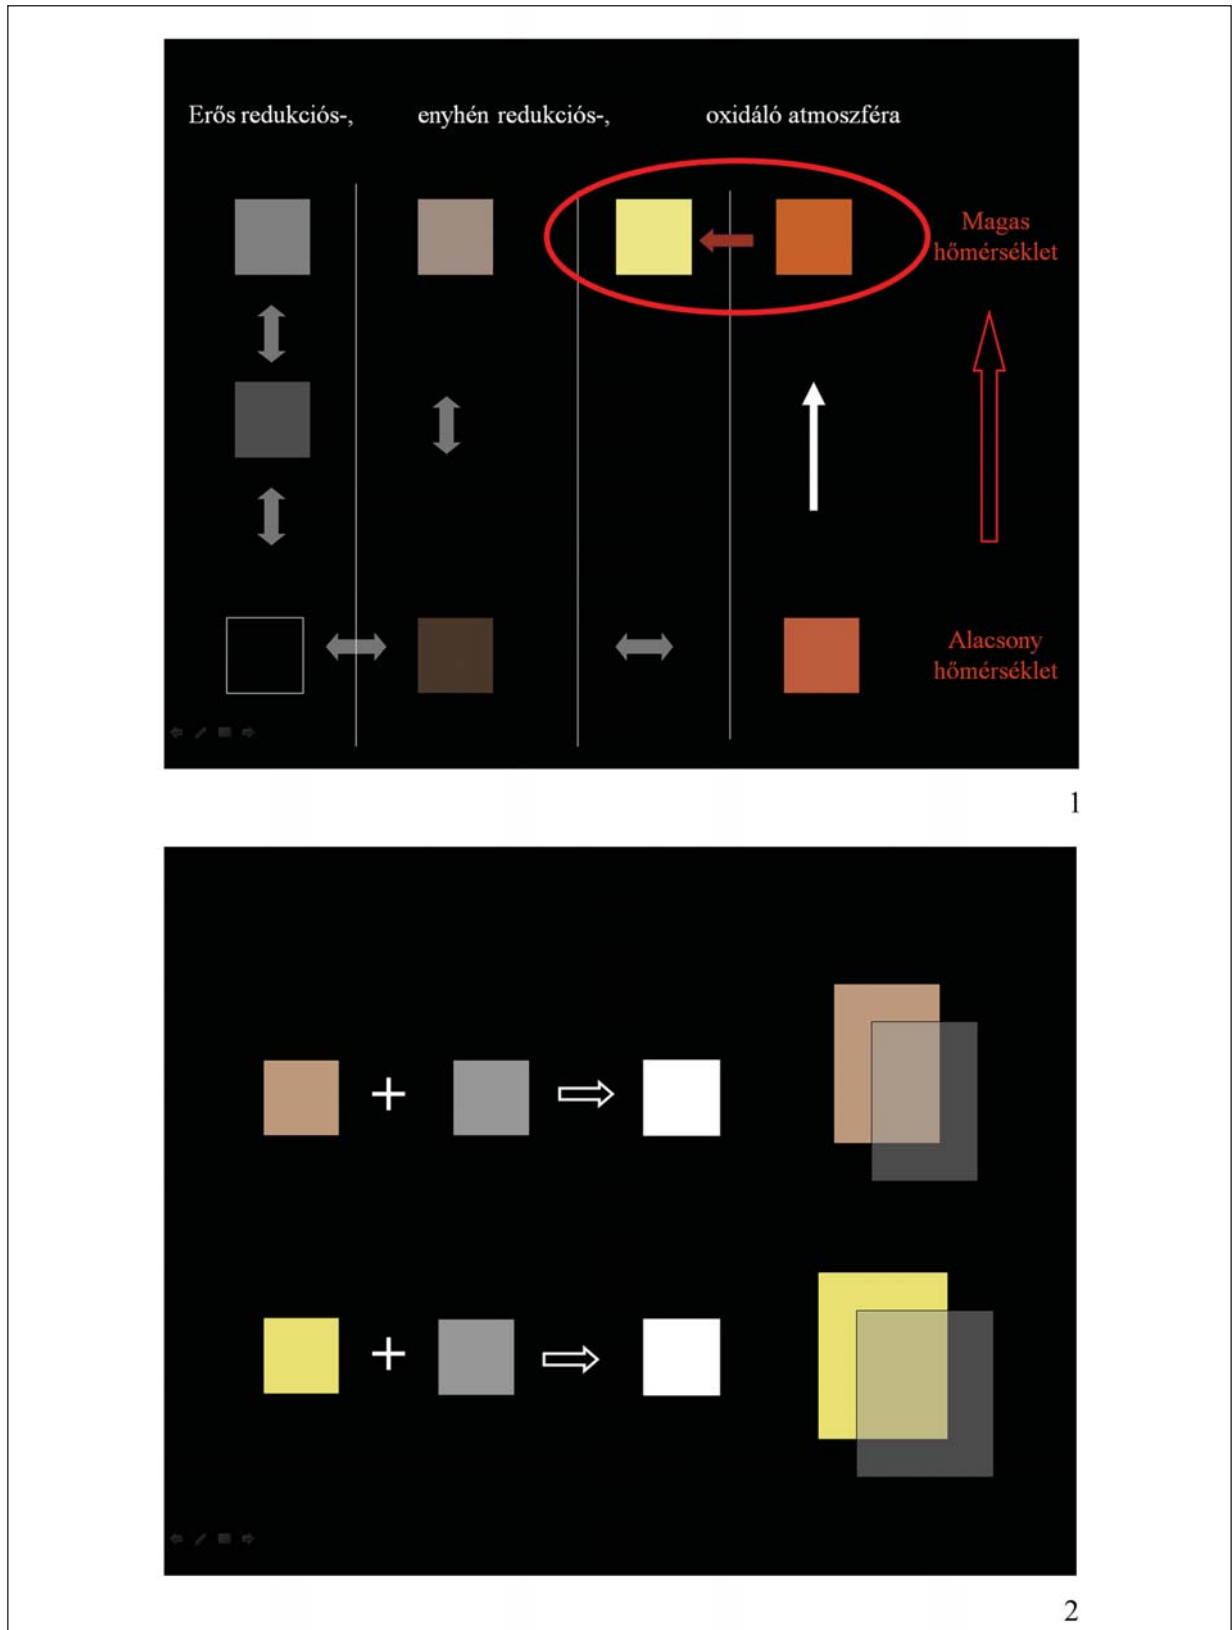 Erős redukciós-, enyhén redukciós-, oxidáló atmoszféra
Magas
hőmérséklet
Alacsony
hőmérséklet
1
+
+
2